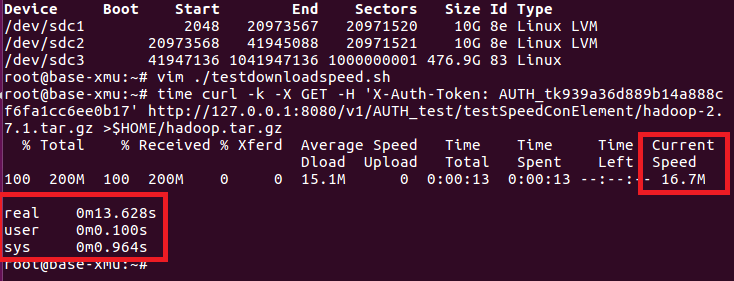 Device Boot Start End Sectors Size Id Type
/dev/sdc1 2048 20973567 20971520 10G 8e Linux LVM
/dev/sdc2 20973568 41945088 20971521 10G 8e Linux LVM
/dev/sdc3 41947136 1041947136 1000000001 476.9G 83 Linux
root@base-xmu:~# vim ./testdownloadspeed.sh
root@base-xmu:~# time curl -k -X GET -H 'X-Auth-Token: AUTH_tk939a36d889b14a888c
f6fa1cc6ee0b17' http://127.0.0.1:8080/v1/AUTH_test/testSpeedConElement/hadoop-2.
7.1.tar.gz >$HOME/hadoop.tar.gz
% Total % Received % Xferd Average Speed Time Time Time Current
Dload Upload Total Spent Left Speed
100 200M 100 200M 0 0 15.1M 0 0:00:13 0:00:13 --:--:-- 16.7M
real 0m13.628s
user 0m0.100s
sys 0m0.964s
root@base-xmu:~#